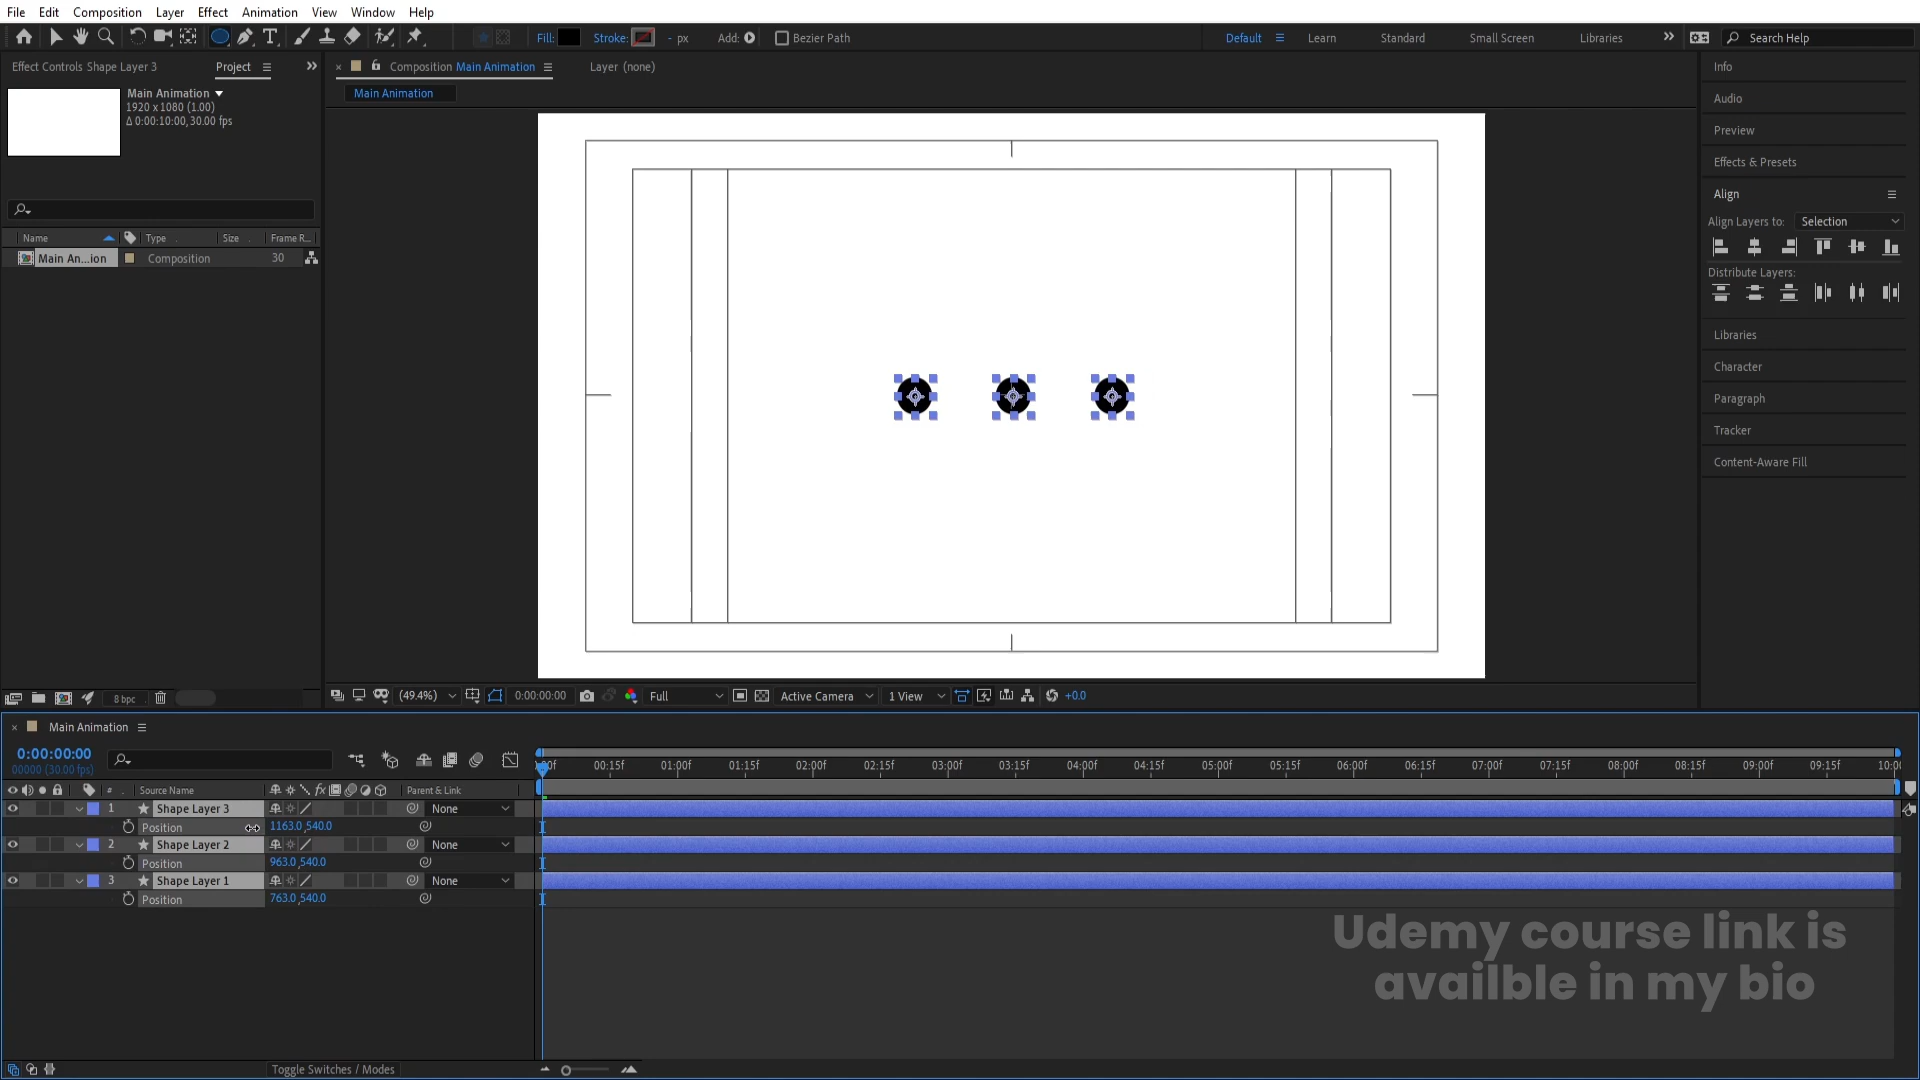 File Edit Composition Layer Effect Animation View Window Help
Fill: Stroke: - px Add: Bezier Path Default Learn Standard Small Screen Libraries Search Help
Effect Controls Shape Layer 3 Project
Composition Main Animation Layer (none)
Main Animation
Main Animation
1920 x 1080 (1.00)
Δ 0:00:10:00, 30.00 fps
Name Type Size Frame R...
Main An...ion Composition 30
8 bpc
(49.4%) 0:00:00:00 Full Active Camera 1 View +0.0
Info
Audio
Preview
Effects & Presets
Align
Align Layers to: Selection
Distribute Layers:
Libraries
Character
Paragraph
Tracker
Content-Aware Fill
Main Animation
0:00:00:00
00000 (30.00 fps)
00:15f 01:00f 01:15f 02:00f 02:15f 03:00f 03:15f 04:00f 04:15f 05:00f 05:15f 06:00f 06:15f 07:00f 07:15f 08:00f 08:15f 09:00f 09:15f 10:0
# Source Name fx Parent & Link
1 Shape Layer 3 None
Position 1163.0,540.0
2 Shape Layer 2 None
Position 963.0,540.0
3 Shape Layer 1 None
Position 763.0,540.0
Udemy course link is
availble in my bio
Toggle Switches / Modes